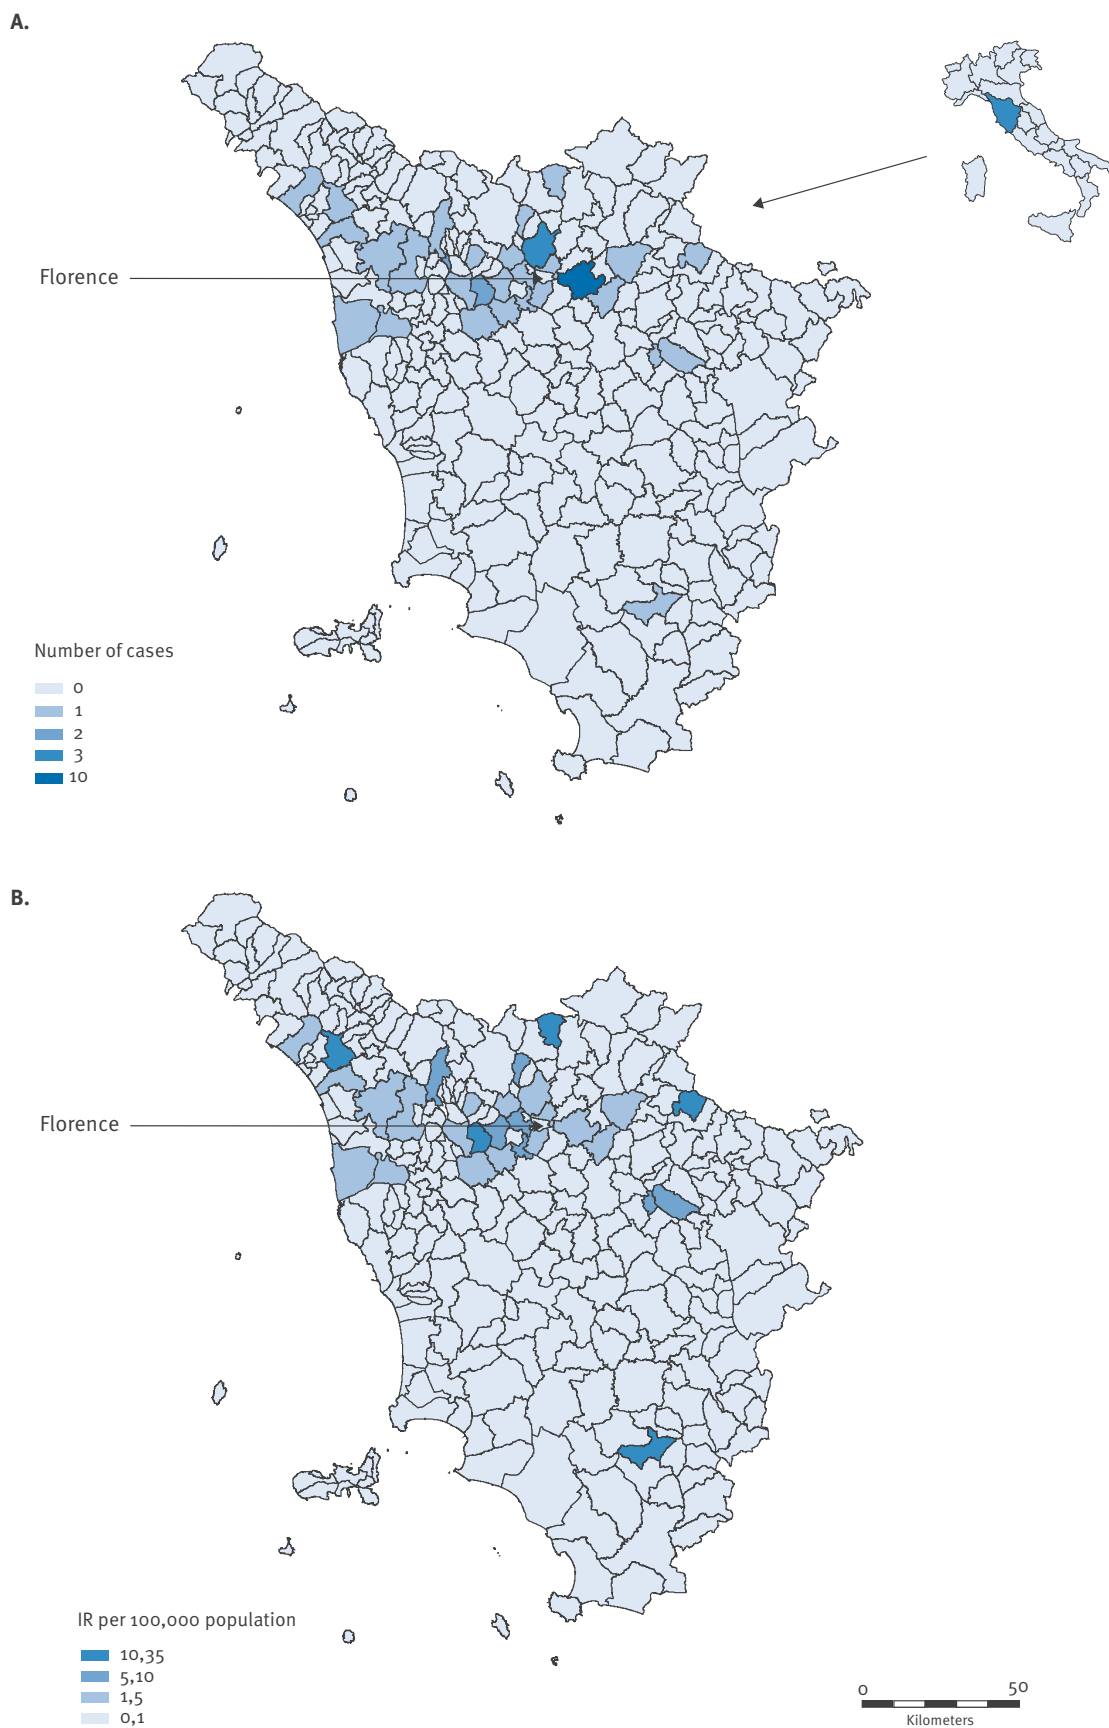 A.
Florence
Number of cases
0
1
2
3
10
B.
Florence
IR per 100,000 population
10,35
5,10
1,5
0,1
0 50
Kilometers